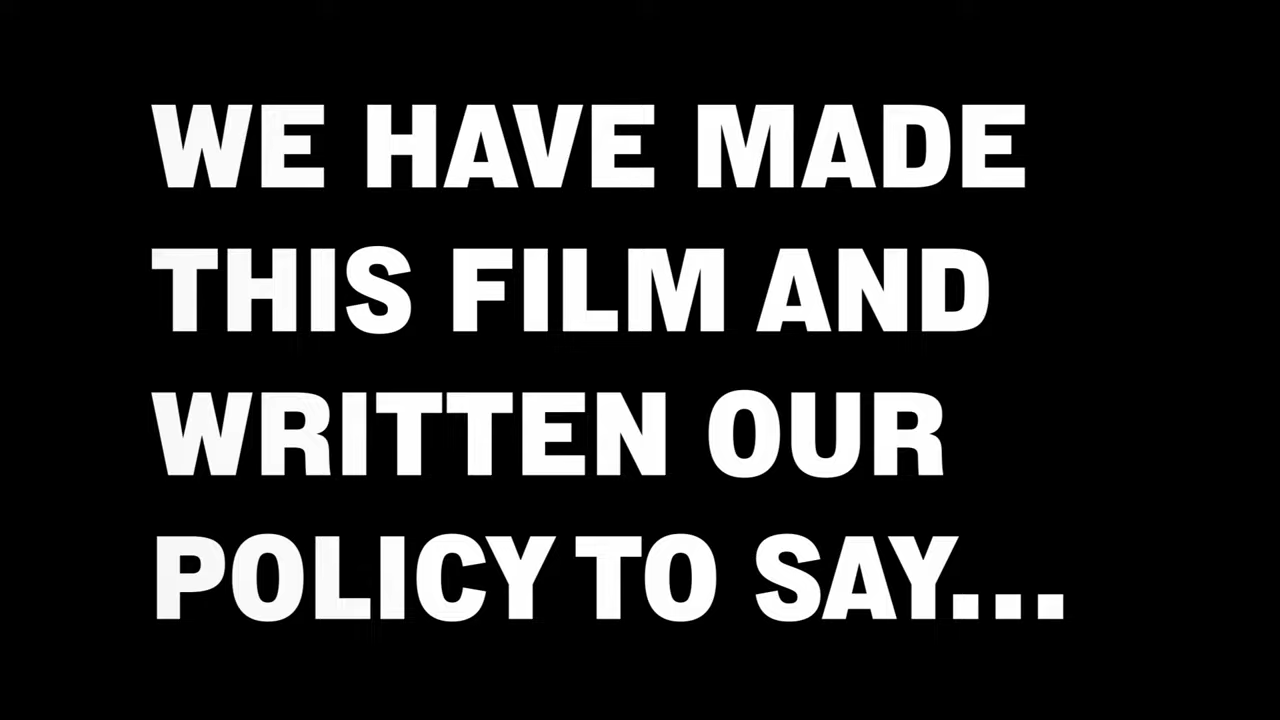 WE HAVE MADE
THIS FILM AND
WRITTEN OUR
POLICY TO SAY...